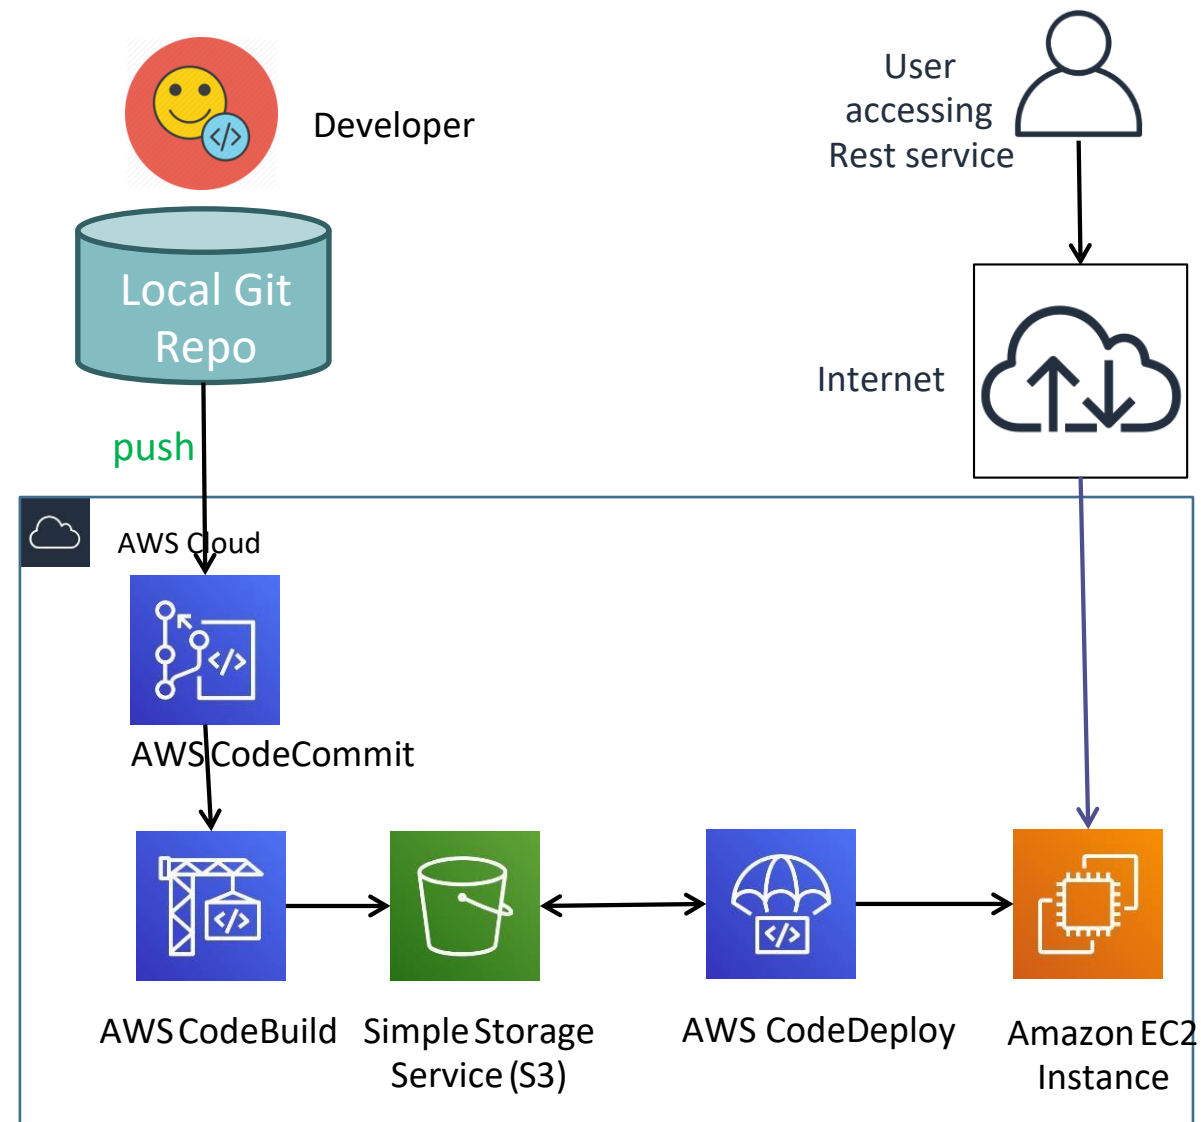 Developer
User
accessing
Rest service
Local Git
Repo
Internet
push
AWS Cloud
</>
AWS CodeCommit
</>
</>
AWS CodeBuild
Simple Storage
Service (S3)
AWS CodeDeploy
Amazon EC2
Instance